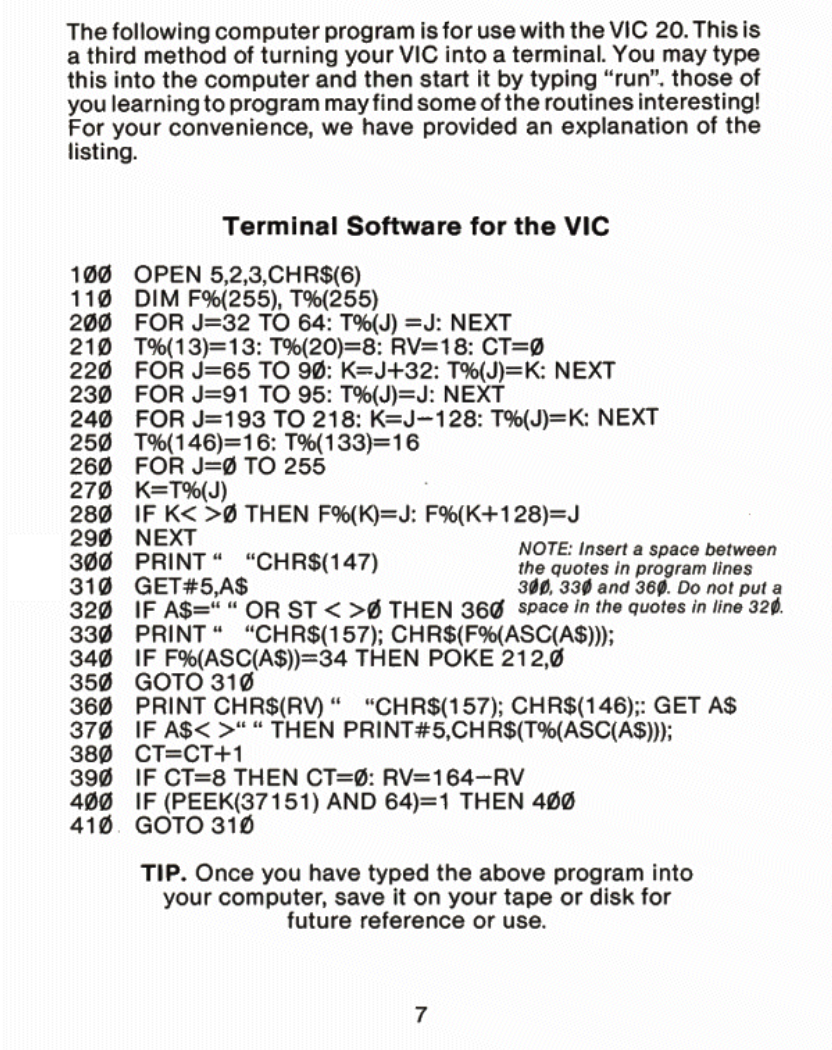 The following computer program is for use with the VIC 20. This is
a third method of turning your VIC into a terminal. You may type
this into the computer and then start it by typing “run”. those of
you learning to program may find some of the routines interesting!
For your convenience, we have provided an explanation of the
listing.
Terminal Software for the VIC
100 OPEN 5,2,3,CHR$(6)
110 DIM F%(255), T%(255)
200 FOR J=32 TO 64: T%(J) =J: NEXT
210 T%(13)=13: T%(20)=8: RV=18: CT=0
220 FOR J=65 TO 90: K=J+32: T%(J)=K: NEXT
230 FOR J=91 TO 95: T%(J)=J: NEXT
240 FOR J=193 TO 218: K=J−128: T%(J)=K: NEXT
250 T%(146)=16: T%(133)=16
260 FOR J=0 TO 255
270 K=T%(J)
280 IF K< >0 THEN F%(K)=J: F%(K+128)=J
290 NEXT
300 PRINT “ “CHR$(147)
310 GET#5,A$
320 IF A$=“ “ OR ST < >0 THEN 360
330 PRINT “ “CHR$(157); CHR$(F%(ASC(A$)));
340 IF F%(ASC(A$))=34 THEN POKE 212,0
350 GOTO 310
360 PRINT CHR$(RV) “ “CHR$(157); CHR$(146);: GET A$
370 IF A$< >“ “ THEN PRINT#5,CHR$(T%(ASC(A$)));
380 CT=CT+1
390 IF CT=8 THEN CT=0: RV=164−RV
400 IF (PEEK(37151) AND 64)=1 THEN 400
410 GOTO 310
NOTE: Insert a space between
the quotes in program lines
300, 330 and 360. Do not put a
space in the quotes in line 320.
TIP. Once you have typed the above program into
your computer, save it on your tape or disk for
future reference or use.
7